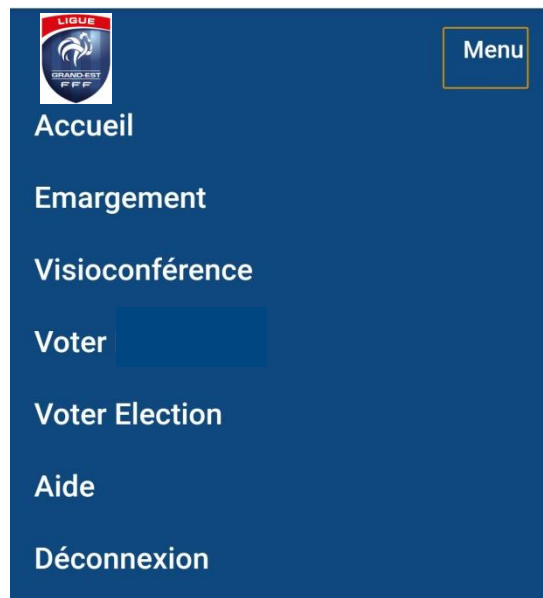 LIGUE
GRAND-EST
FFF
Menu
Accueil
Emargement
Visioconférence
Voter
Voter Election
Aide
Déconnexion